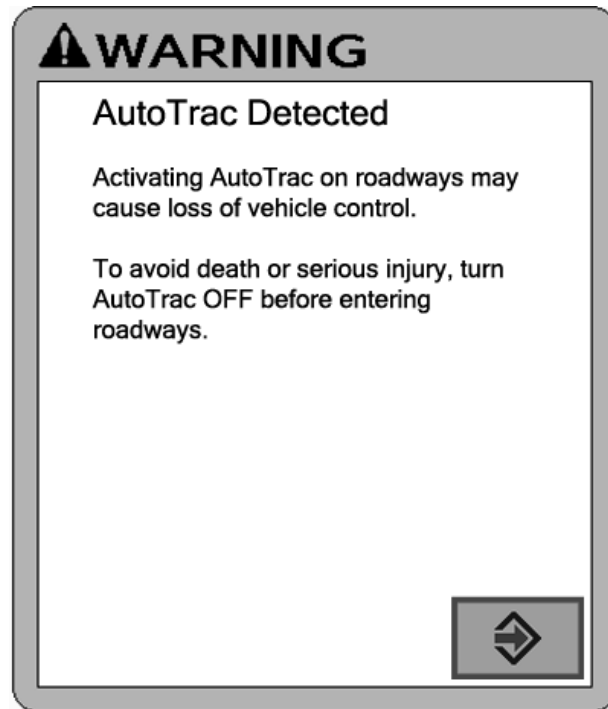 WARNING
AutoTrac Detected
Activating AutoTrac on roadways may
cause loss of vehicle control.
To avoid death or serious injury, turn
AutoTrac OFF before entering
roadways.